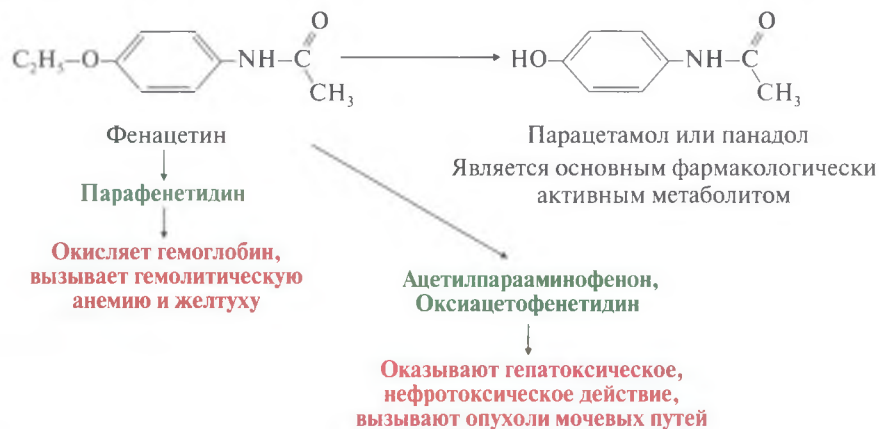 C₂H₅–O–
–NH–C
O
CH₃
HO–
–NH–C
O
CH₃
Фенацетин
Парафенетидин
Окисляет гемоглобин,
вызывает гемолитическую
анемию и желтуху
Парацетамол или панадол
Является основным фармакологически
активным метаболитом
Ацетилпарааминофенон,
Оксиацетофенетидин
Оказывают гепатоксическое,
нефротоксическое действие,
вызывают опухоли мочевых путей